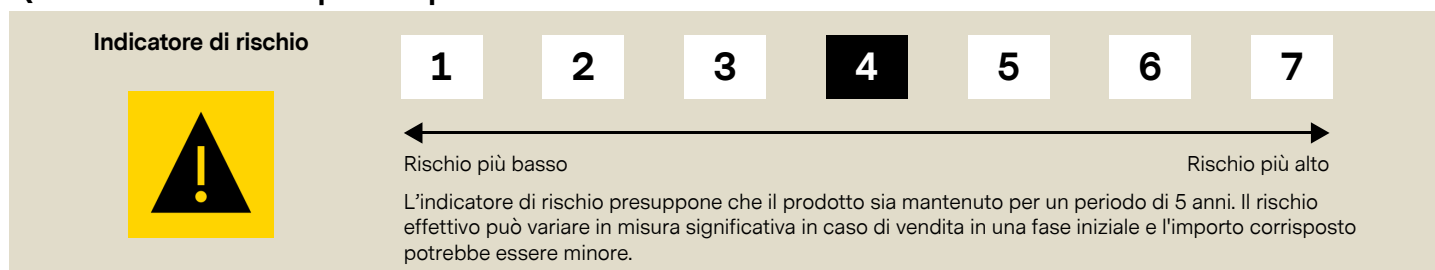 Indicatore di rischio
1 2 3 4 5 6 7
Rischio più basso Rischio più alto
L'indicatore di rischio presuppone che il prodotto sia mantenuto per un periodo di 5 anni. Il rischio
effettivo può variare in misura significativa in caso di vendita in una fase iniziale e l'importo corrisposto
potrebbe essere minore.